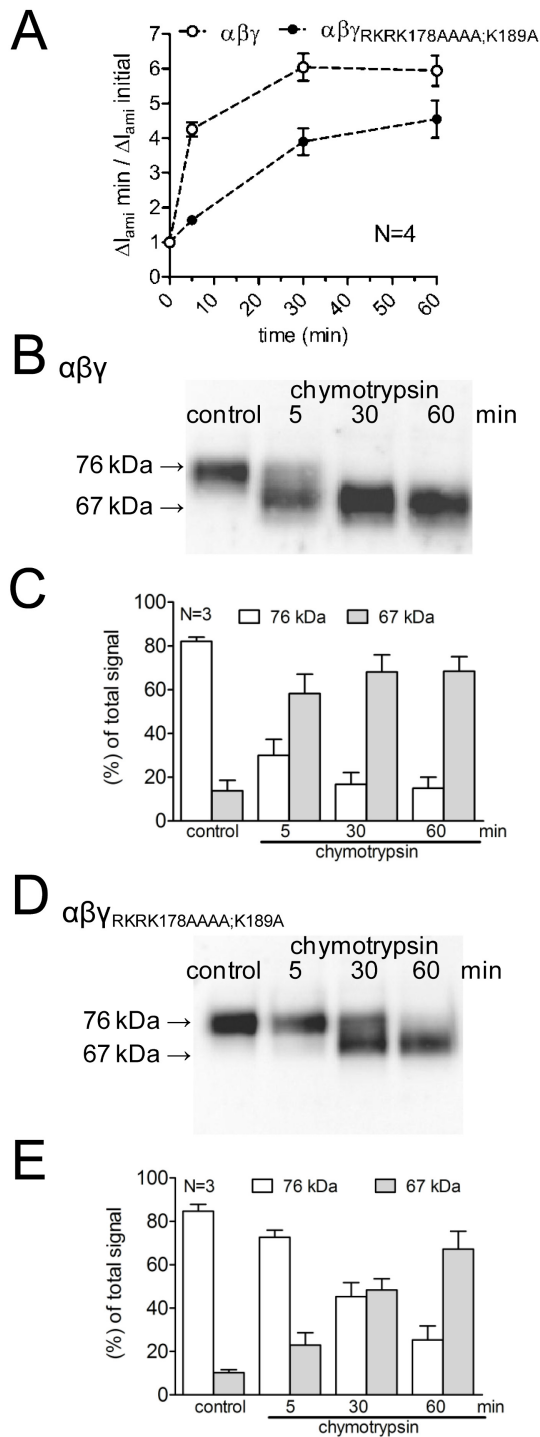 A
αβγ αβγRKRK178AAAA;K189A
ΔIami min / ΔIami initial
7
6
5
4
3
2
1
0
N=4
0 10 20 30 40 50 60
time (min)
B αβγ
chymotrypsin
control 5 30 60 min
76 kDa →
67 kDa →
C
(%) of total signal
100
80
60
40
20
0
N=3 76 kDa 67 kDa
control 5 30 60 min
chymotrypsin
D αβγRKRK178AAAA;K189A
chymotrypsin
control 5 30 60 min
76 kDa →
67 kDa →
E
(%) of total signal
100
80
60
40
20
0
N=3 76 kDa 67 kDa
control 5 30 60 min
chymotrypsin